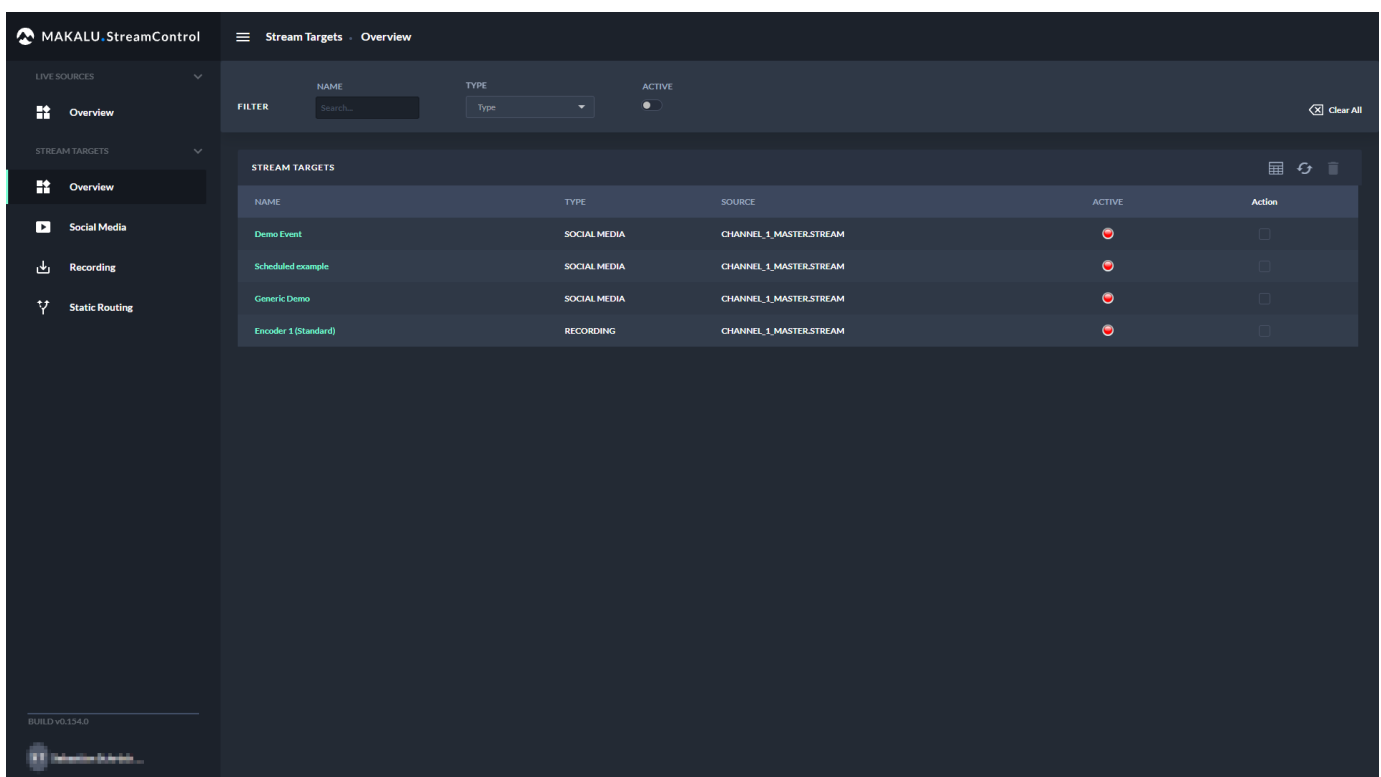 MAKALU.StreamControl
Stream Targets · Overview
LIVE SOURCES
Overview
STREAM TARGETS
Overview
Social Media
Recording
Static Routing
BUILD v0.154.0
FILTER
NAME
Search...
TYPE
Type
ACTIVE
Clear All
STREAM TARGETS
NAME TYPE SOURCE ACTIVE Action
Demo Event SOCIAL MEDIA CHANNEL_1_MASTER.STREAM
Scheduled example SOCIAL MEDIA CHANNEL_1_MASTER.STREAM
Generic Demo SOCIAL MEDIA CHANNEL_1_MASTER.STREAM
Encoder 1 (Standard) RECORDING CHANNEL_1_MASTER.STREAM